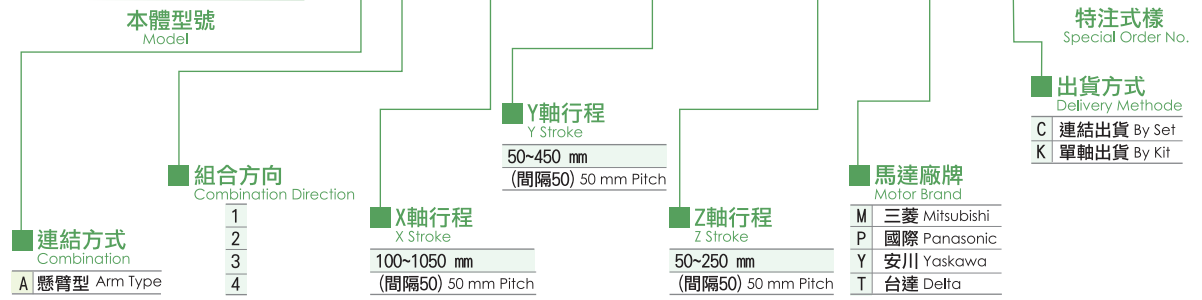 本體型號
Model
特注式樣
Special Order No.
出貨方式
Delivery Methode
C 連結出貨 By Set
K 單軸出貨 By Kit
Y軸行程
Y Stroke
50~450 mm
(間隔50) 50 mm Pitch
組合方向
Combination Direction
1
2
3
4
馬達廠牌
Motor Brand
M 三菱 Mitsubishi
P 國際 Panasonic
Y 安川 Yaskawa
T 台達 Delta
X軸行程
X Stroke
100~1050 mm
(間隔50) 50 mm Pitch
Z軸行程
Z Stroke
50~250 mm
(間隔50) 50 mm Pitch
連結方式
Combination
A 懸臂型 Arm Type